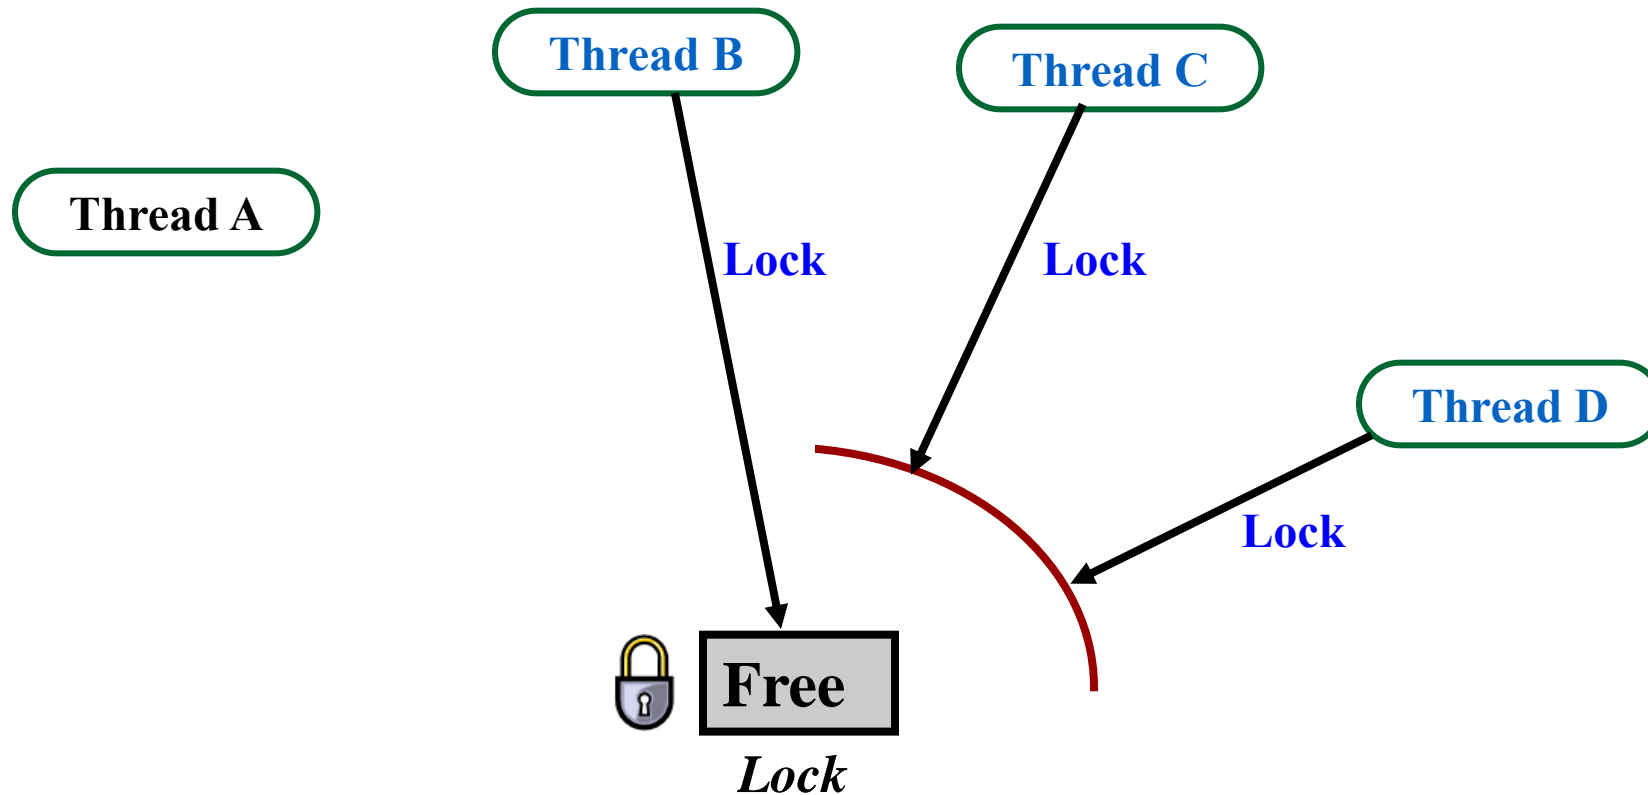 Thread B
Thread C
Thread A
Lock
Lock
Thread D
Lock
Free
Lock